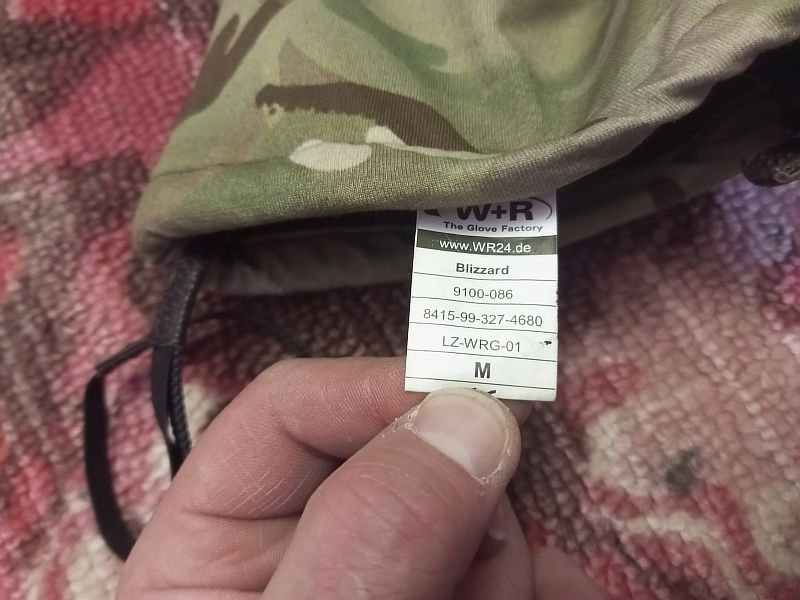 W+R
The Glove Factory
www.WR24.de
Blizzard
9100-086
8415-99-327-4680
LZ-WRG-01
M